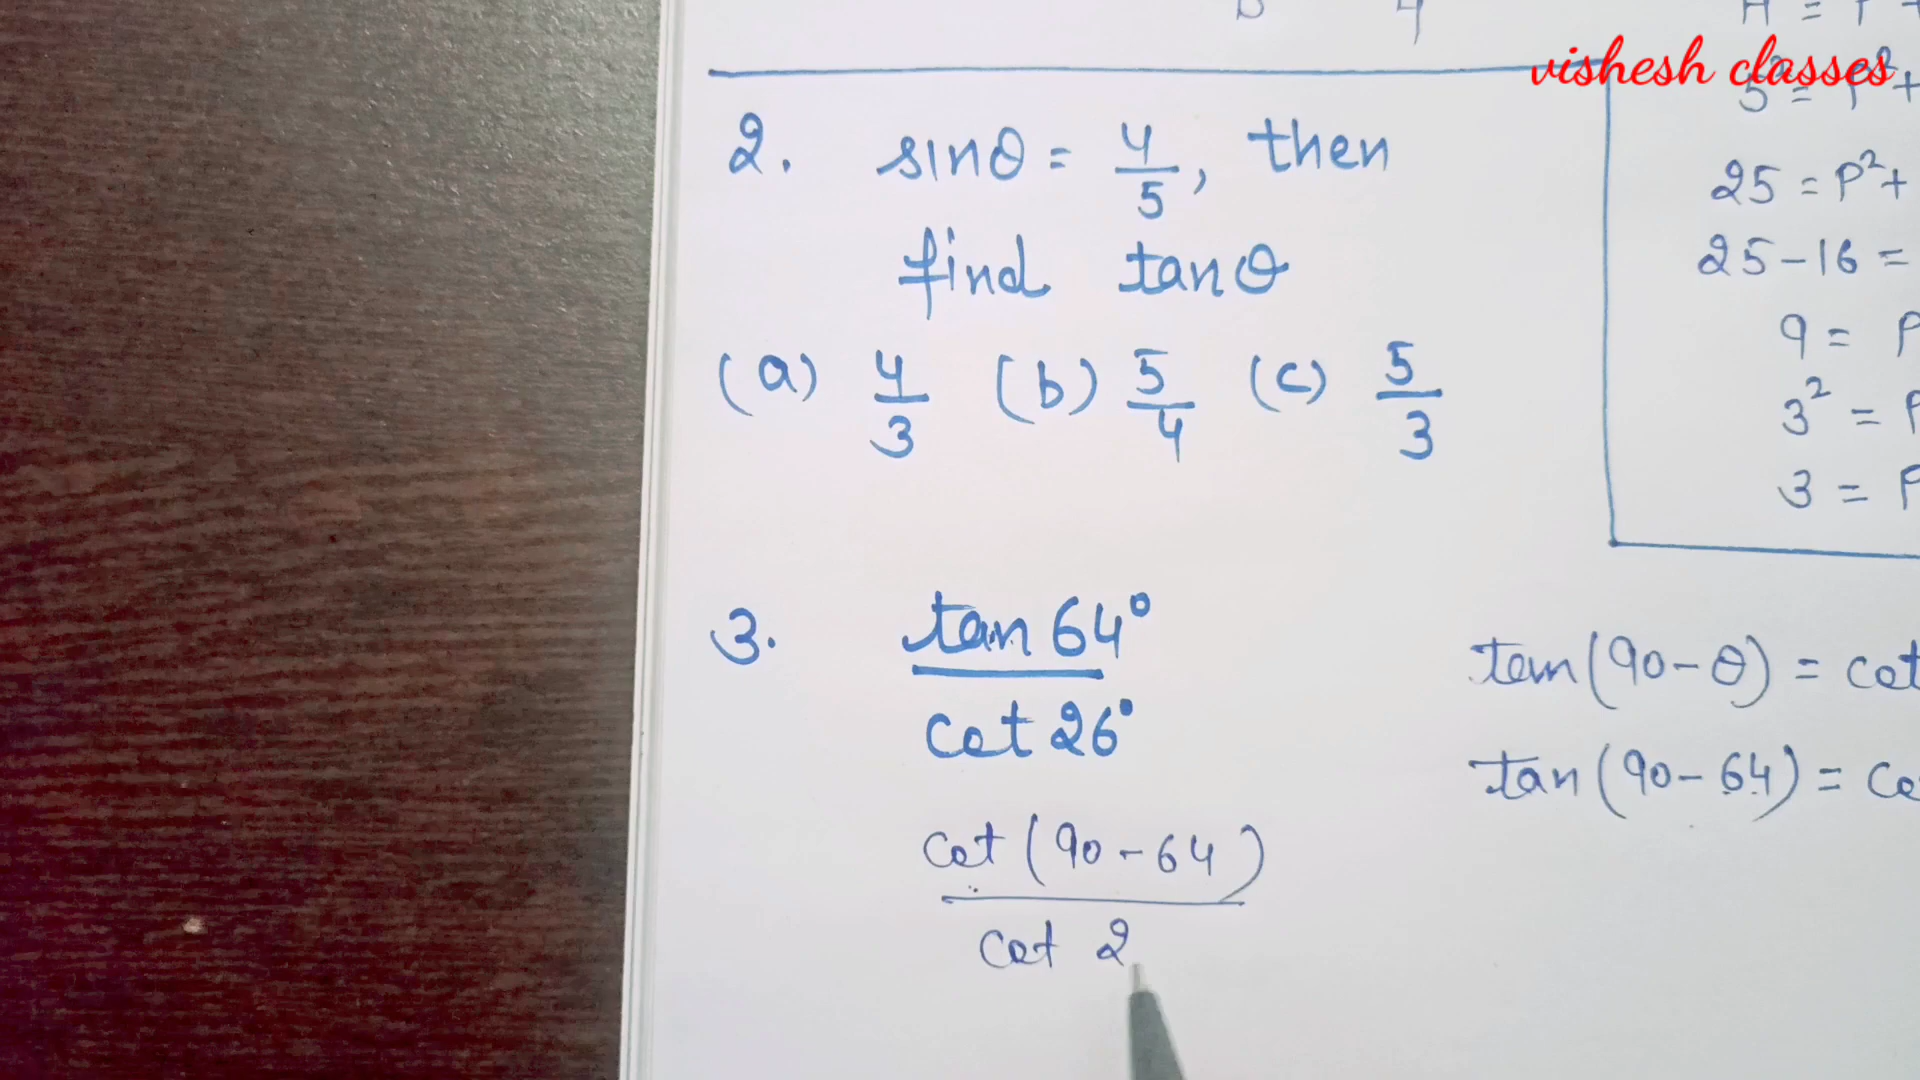 vishesh classes
2. sinθ = 4/5, then
find tanθ
(a) 4/3 (b) 5/4 (c) 5/3
25 = P²+
25-16 =
9 = P
3² = P
3 = P
3. tan 64°
cot 26°
tan(90-θ) = cot
tan(90-64) = co
cot (90-64)
cot 2